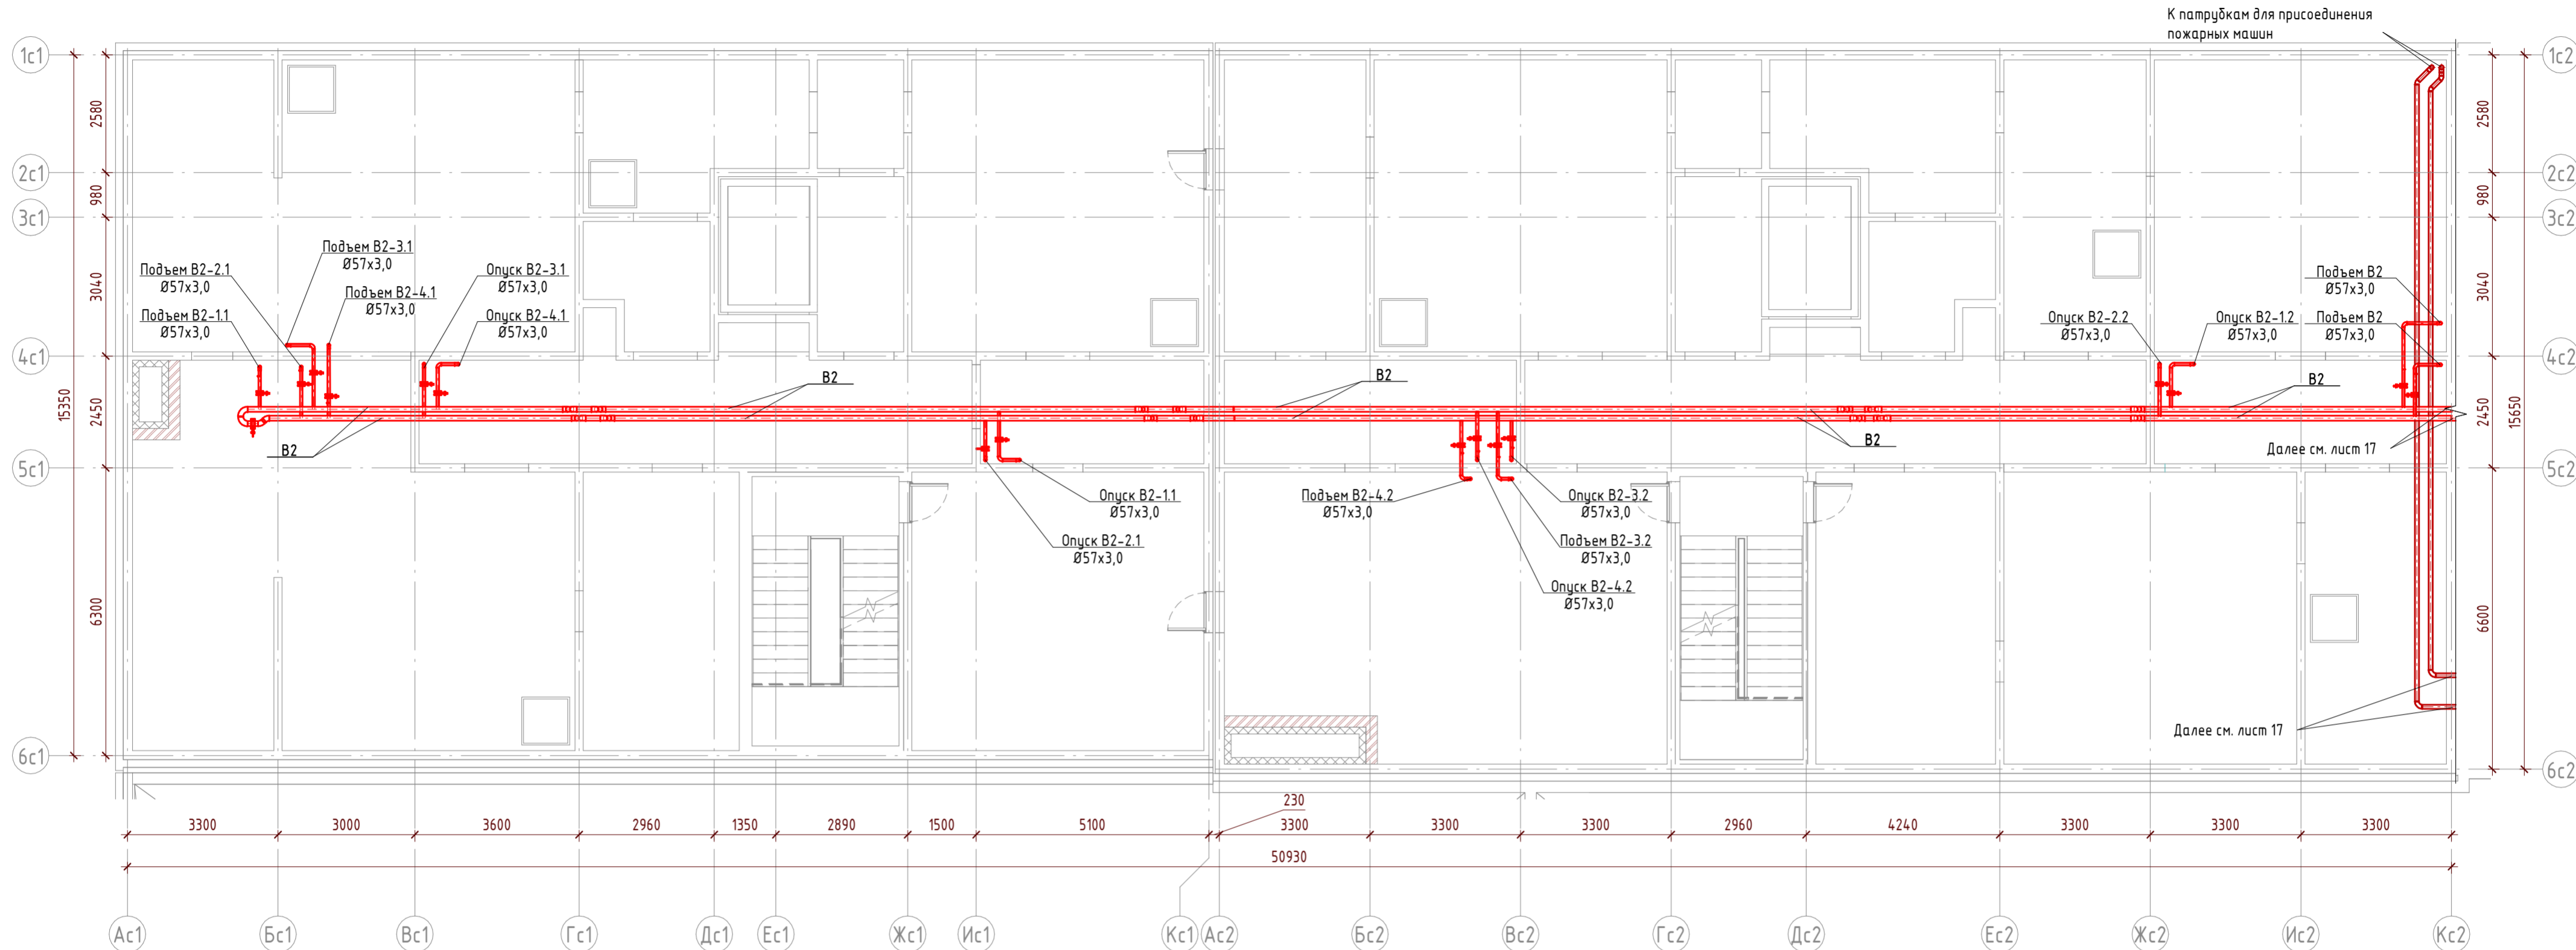 К патрубкам для присоединения
пожарных машин
1с1
1с2
2580
2580
2с1
2с2
980
980
3с1
3с2
Подъем В2-3.1
Ø57х3,0
Подъем В2-2.1
Ø57х3,0
Опуск В2-3.1
Ø57х3,0
Подъем В2
Ø57х3,0
3040
3040
Подъем В2-4.1
Ø57х3,0
Подъем В2-1.1
Ø57х3,0
Опуск В2-4.1
Ø57х3,0
Опуск В2-2.2
Ø57х3,0
Опуск В2-1.2
Ø57х3,0
Подъем В2
Ø57х3,0
4с1
4с2
В2
В2
В2
15350
2450
2450
15650
В2
В2
Далее см. лист 17
5с1
5с2
Опуск В2-1.1
Ø57х3,0
Подъем В2-4.2
Ø57х3,0
Опуск В2-3.2
Ø57х3,0
Опуск В2-2.1
Ø57х3,0
Подъем В2-3.2
Ø57х3,0
Опуск В2-4.2
Ø57х3,0
6300
6600
Далее см. лист 17
6с1
6с2
230
3300
3000
3600
2960
1350
2890
1500
5100
3300
3300
3300
2960
4240
3300
3300
3300
50930
Ас1
Бс1
Вс1
Гс1
Дс1
Ес1
Жс1
Ис1
Кс1
Ас2
Бс2
Вс2
Гс2
Дс2
Ес2
Жс2
Ис2
Кс2